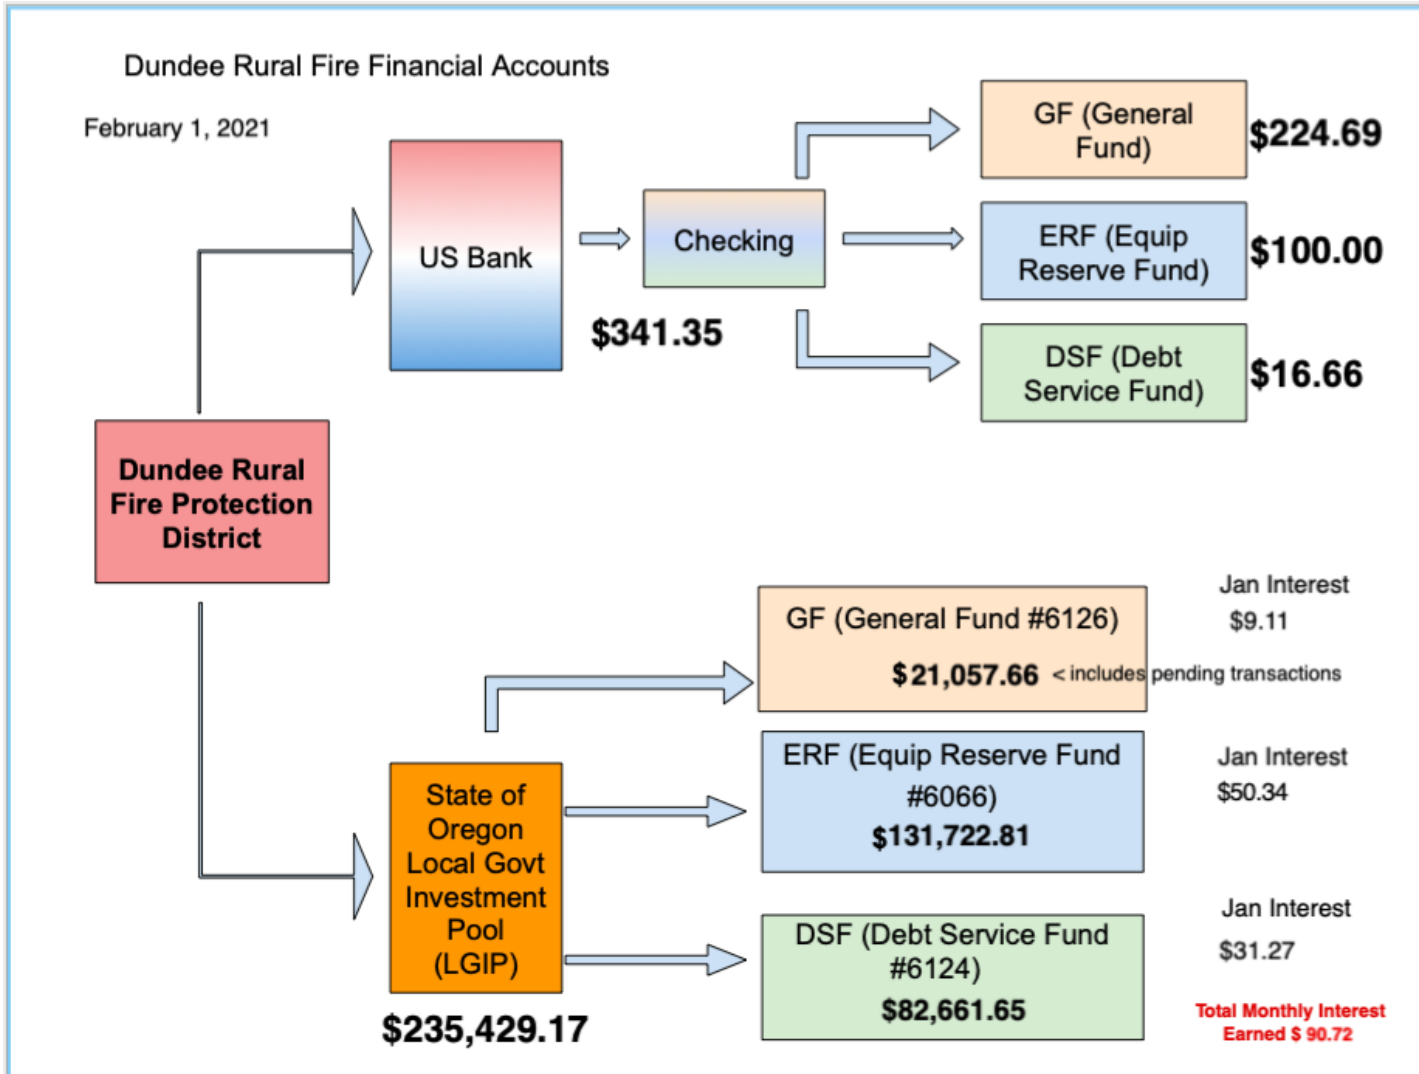 Dundee Rural Fire Financial Accounts
February 1, 2021
US Bank
Checking
$341.35
GF (General
Fund)
$224.69
ERF (Equip
Reserve Fund)
$100.00
DSF (Debt
Service Fund)
$16.66
Dundee Rural
Fire Protection
District
State of
Oregon
Local Govt
Investment
Pool
(LGIP)
$235,429.17
GF (General Fund #6126)
$21,057.66 < includes pending transactions
Jan Interest
$9.11
ERF (Equip Reserve Fund
#6066)
$131,722.81
Jan Interest
$50.34
DSF (Debt Service Fund
#6124)
$82,661.65
Jan Interest
$31.27
Total Monthly Interest
Earned $ 90.72